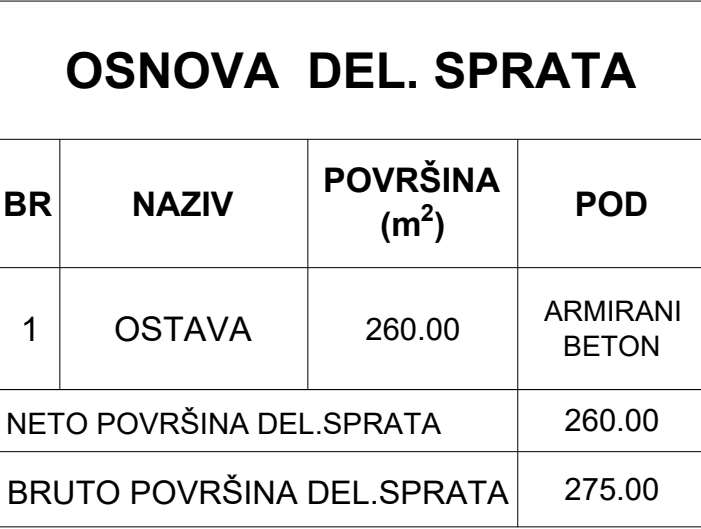 OSNOVA DEL. SPRATA
BR NAZIV POVRŠINA (m²) POD
1 OSTAVA 260.00 ARMIRANI BETON
NETO POVRŠINA DEL.SPRATA 260.00
BRUTO POVRŠINA DEL.SPRATA 275.00